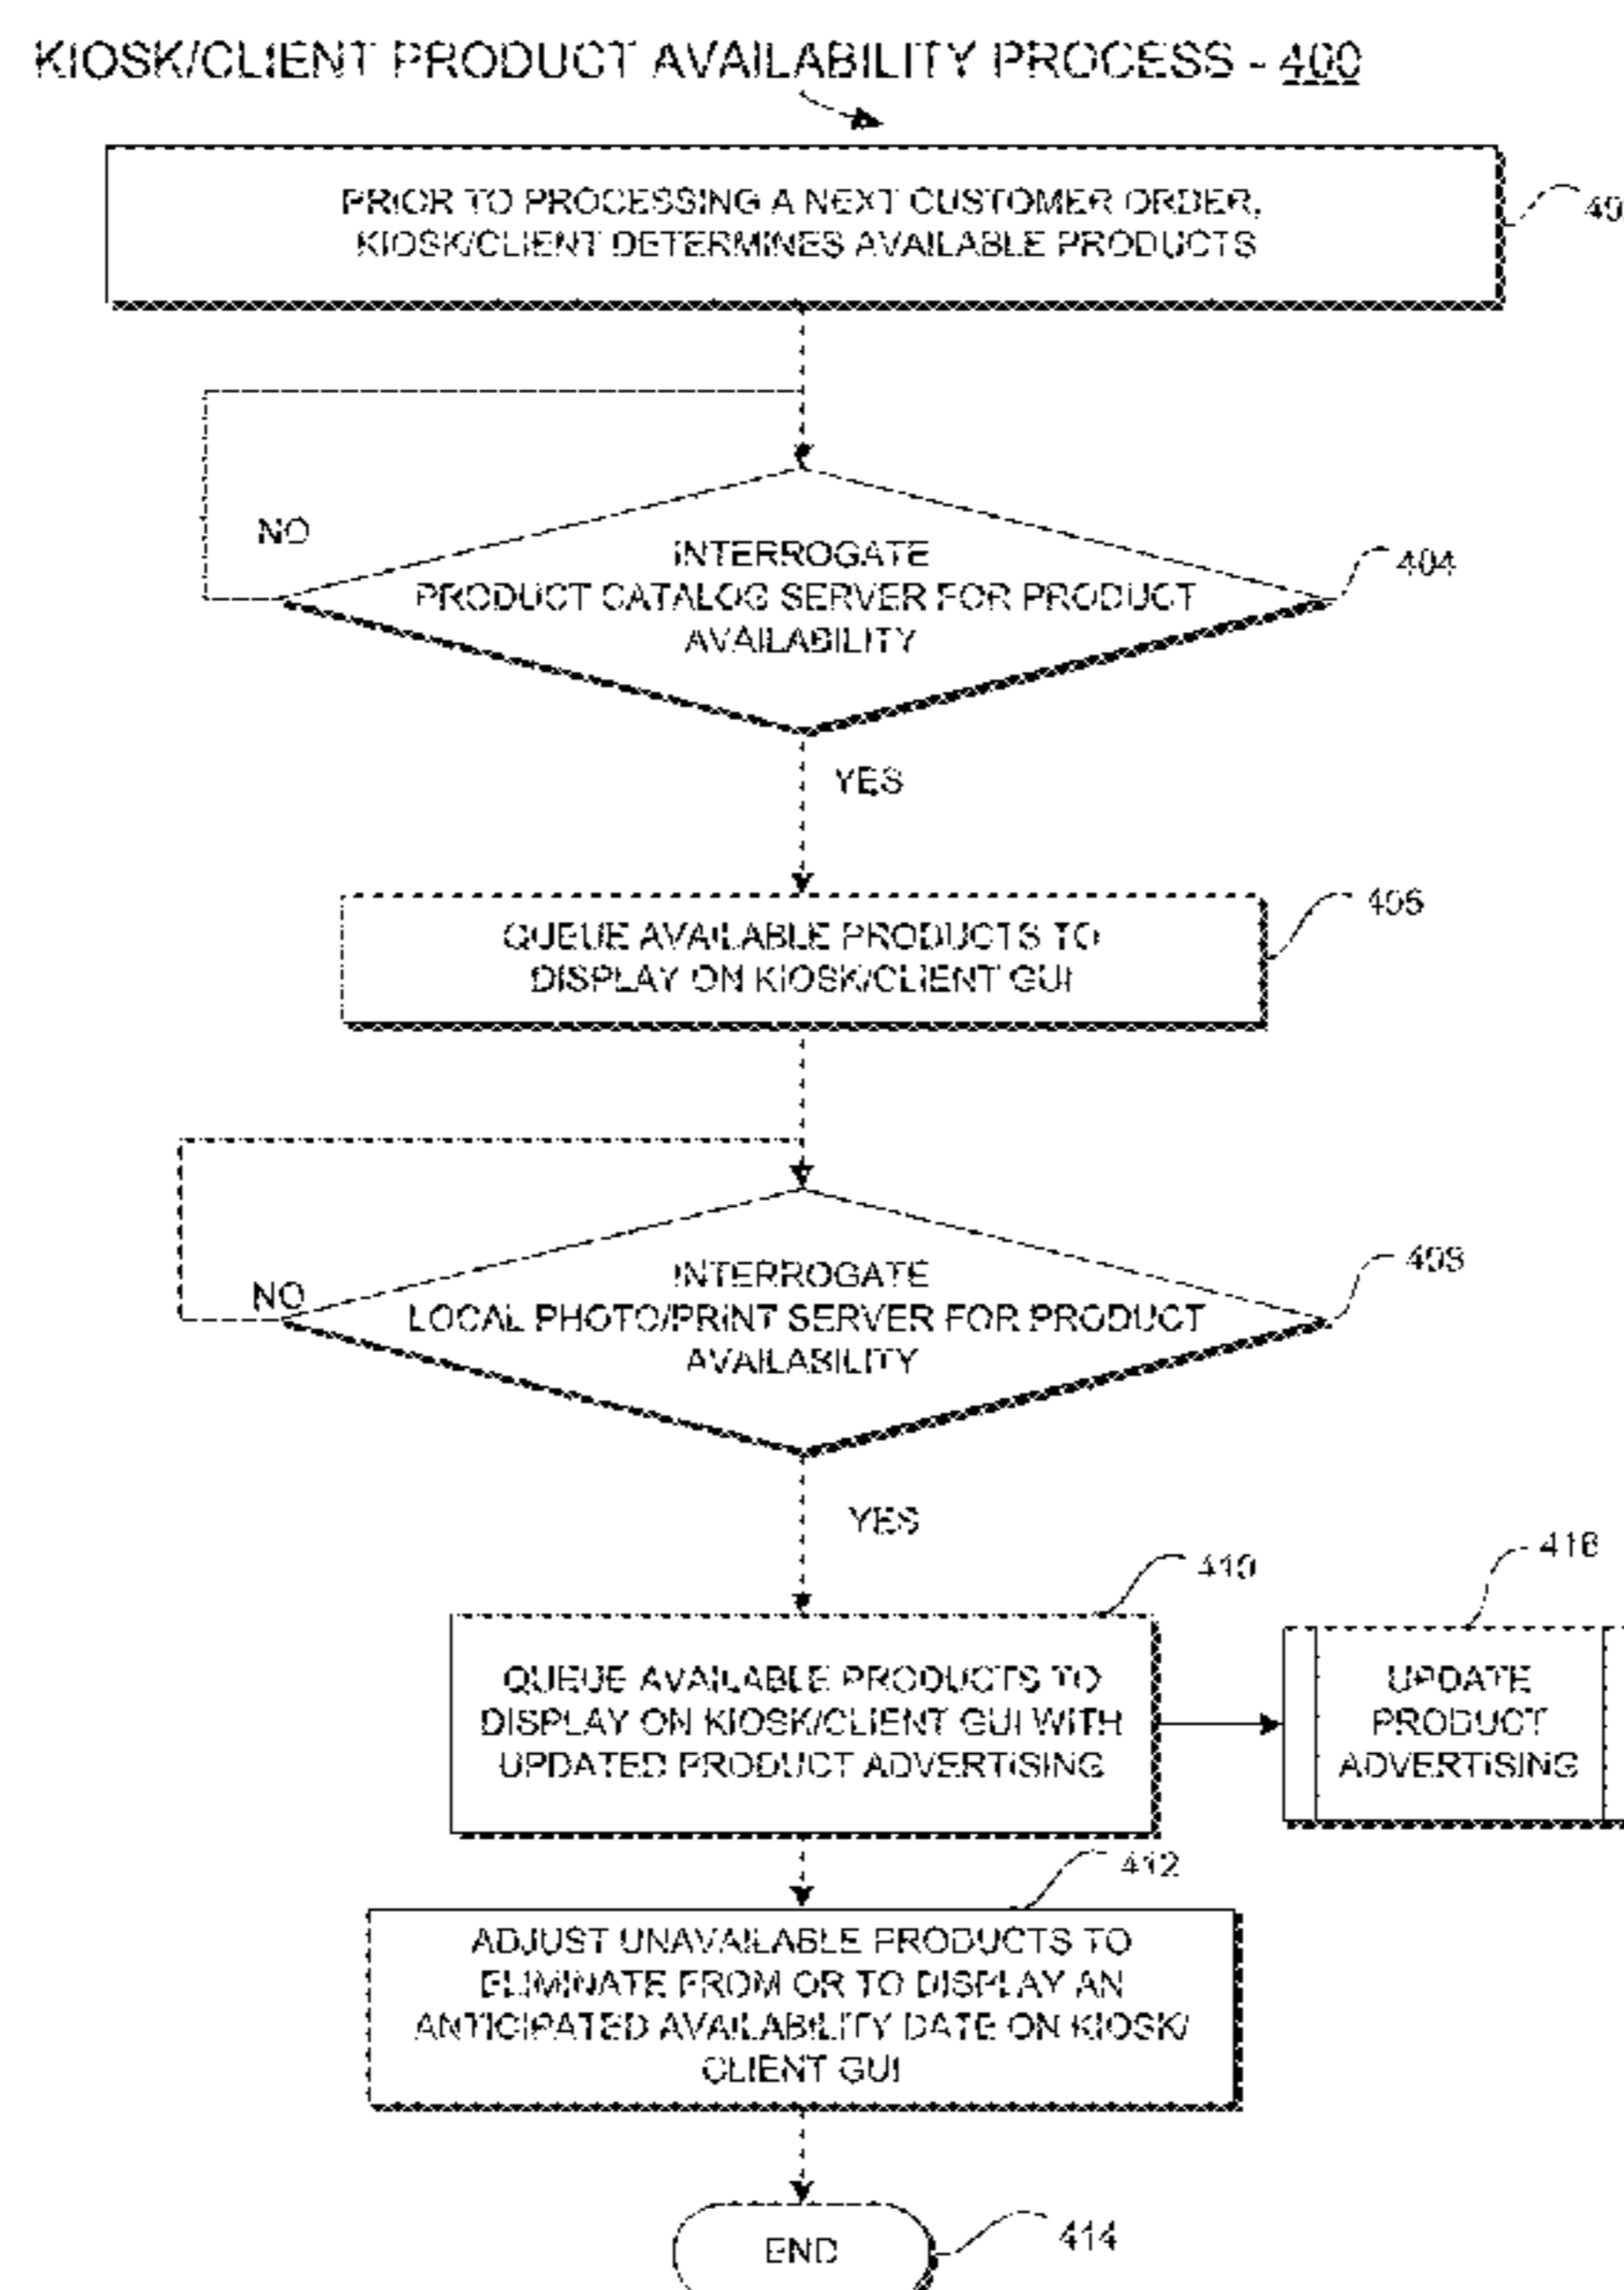 KIOSK/CLIENT PRODUCT AVAILABILITY PROCESS - 400
PRIOR TO PROCESSING A NEXT CUSTOMER ORDER,
KIOSK/CLIENT DETERMINES AVAILABLE PRODUCTS
40
NO
INTERROGATE
PRODUCT CATALOG SERVER FOR PRODUCT
AVAILABILITY
404
YES
QUEUE AVAILABLE PRODUCTS TO
DISPLAY ON KIOSK/CLIENT GUI
406
NO
INTERROGATE
LOCAL PHOTO/PRINT SERVER FOR PRODUCT
AVAILABILITY
408
YES
410
416
QUEUE AVAILABLE PRODUCTS TO
DISPLAY ON KIOSK/CLIENT GUI WITH
UPDATED PRODUCT ADVERTISING
UPDATE
PRODUCT
ADVERTISING
412
ADJUST UNAVAILABLE PRODUCTS TO
ELIMINATE FROM OR TO DISPLAY AN
ANTICIPATED AVAILABILITY DATE ON KIOSK/
CLIENT GUI
END
414